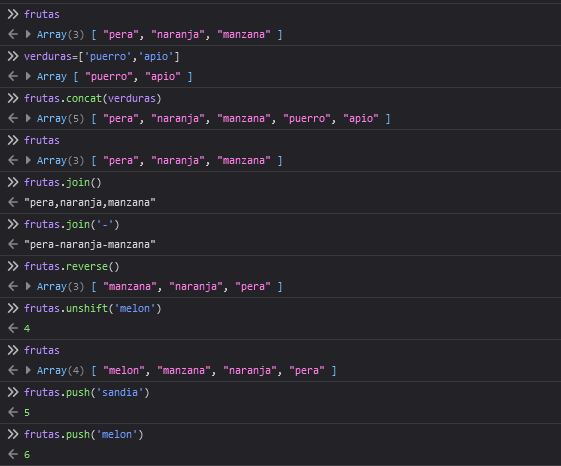 frutas
Array(3) [ "pera", "naranja", "manzana" ]
verduras=['puerro','apio']
Array [ "puerro", "apio" ]
frutas.concat(verduras)
Array(5) [ "pera", "naranja", "manzana", "puerro", "apio" ]
frutas
Array(3) [ "pera", "naranja", "manzana" ]
frutas.join()
"pera,naranja,manzana"
frutas.join('-')
"pera-naranja-manzana"
frutas.reverse()
Array(3) [ "manzana", "naranja", "pera" ]
frutas.unshift('melon')
4
frutas
Array(4) [ "melon", "manzana", "naranja", "pera" ]
frutas.push('sandia')
5
frutas.push('melon')
6